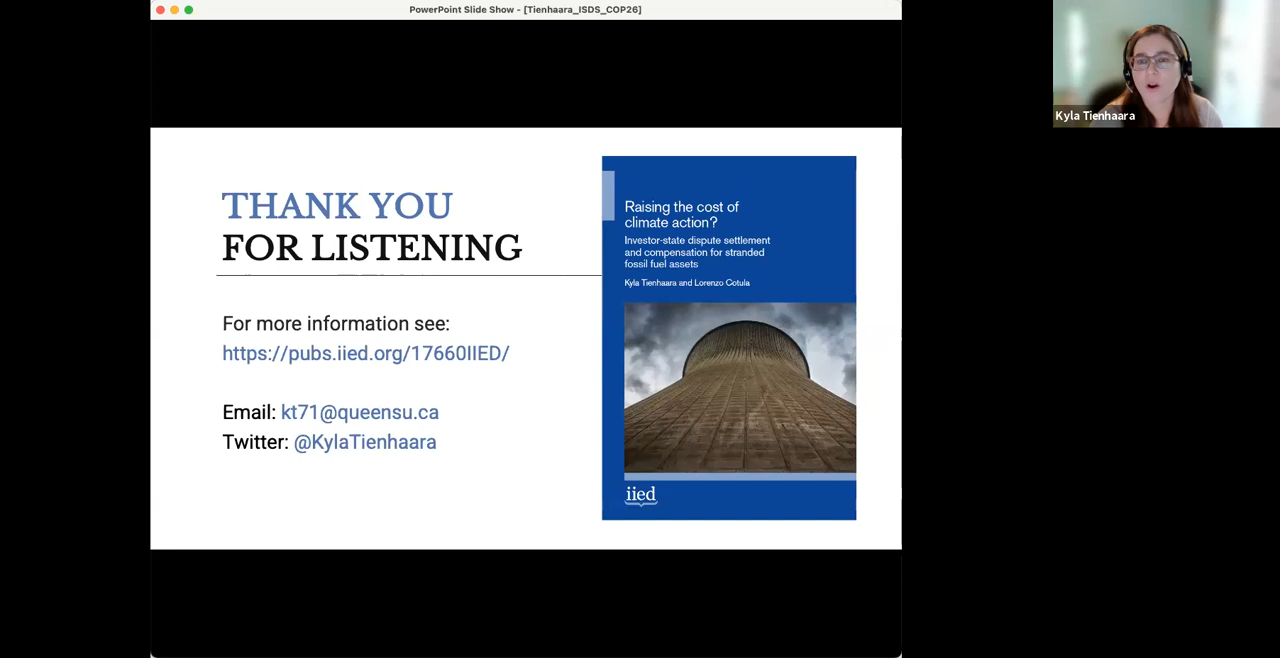 PowerPoint Slide Show - [Tienhaara_ISDS_COP26]
Kyla Tienhaara
THANK YOU
FOR LISTENING
For more information see:
https://pubs.iied.org/17660IIED/
Email: kt71@queensu.ca
Twitter: @KylaTienhaara
Raising the cost of
climate action?
Investor-state dispute settlement
and compensation for stranded
fossil fuel assets
Kyla Tienhaara and Lorenzo Cotula
iied